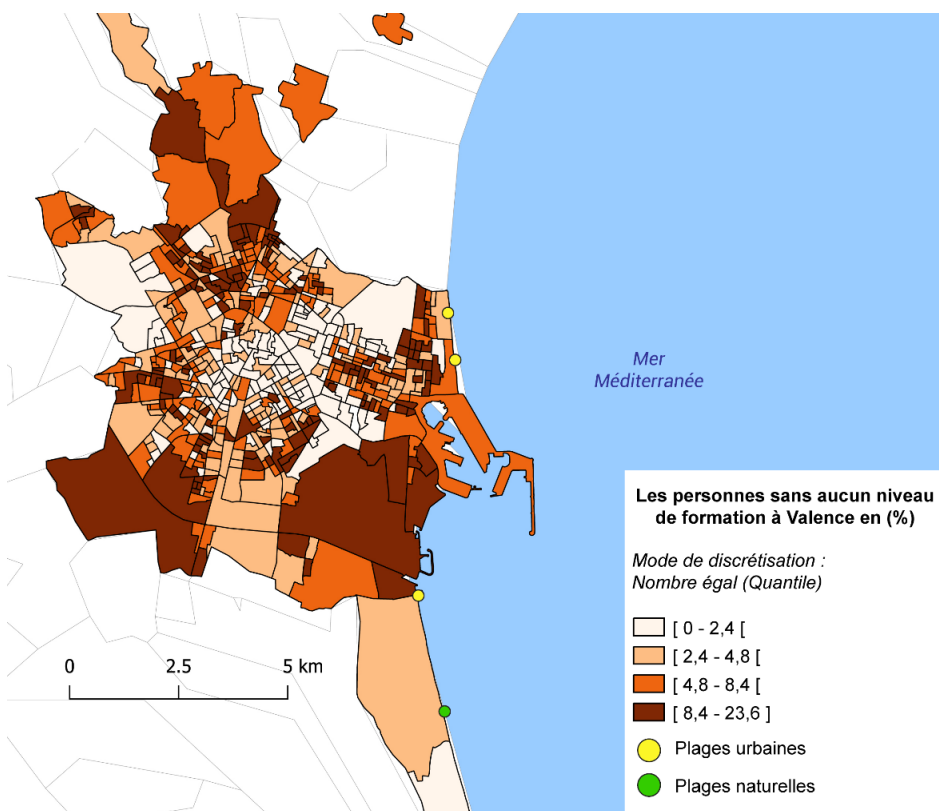 Mer
Méditerranée
Les personnes sans aucun niveau
de formation à Valence en (%)
Mode de discrétisation :
Nombre égal (Quantile)
[ 0 - 2,4 [
[ 2,4 - 4,8 [
[ 4,8 - 8,4 [
[ 8,4 - 23,6 ]
Plages urbaines
Plages naturelles
0 2.5 5 km